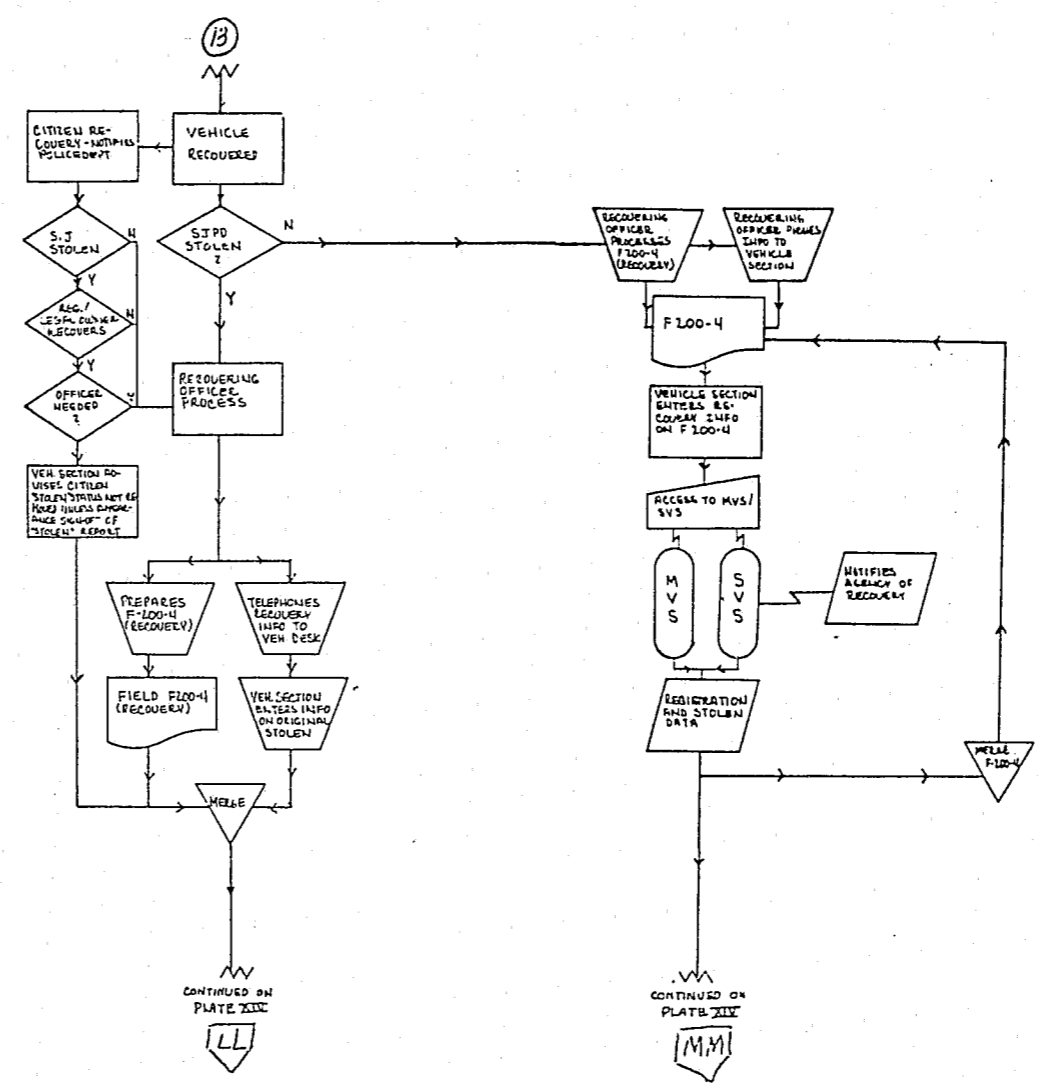 13
CITIZEN RE-
COVERY-NOTIFIES
POLICE DEPT
VEHICLE
RECOVERED
S.J
STOLEN
N
Y
REG./
LEGAL OWNER
RECOVERS
N
Y
OFFICER
NEEDED
?
Y
VEH. SECTION AD-
VISES CITIZEN
STOLEN STATUS NOT RE
MOVED UNLESS
SIGN-OFF OF
"STOLEN" REPORT
SJPD
STOLEN
?
N
Y
RECOVERING
OFFICER
PROCESS
PREPARES
F-200-4
(RECOVERY)
TELEPHONES
RECOVERY
INFO TO
VEH DESK
FIELD F200-4
(RECOVERY)
VEH. SECTION
ENTERS INFO
ON ORIGINAL
STOLEN
MERGE
CONTINUED ON
PLATE XIV
LL
RECOVERING
OFFICER
PROCESSES
F200-4
(RECOVERY)
RECOVERING
OFFICER PHONES
INFO TO
VEHICLE
SECTION
F200-4
VEHICLE SECTION
ENTERS RE-
COVERY INFO
ON F200-4
ACCESS TO MVS/
SVS
M
V
S
S
V
S
NOTIFIES
AGENCY OF
RECOVERY
REGISTRATION
AND STOLEN
DATA
MERGE
F-200-4
CONTINUED ON
PLATE XIV
MM